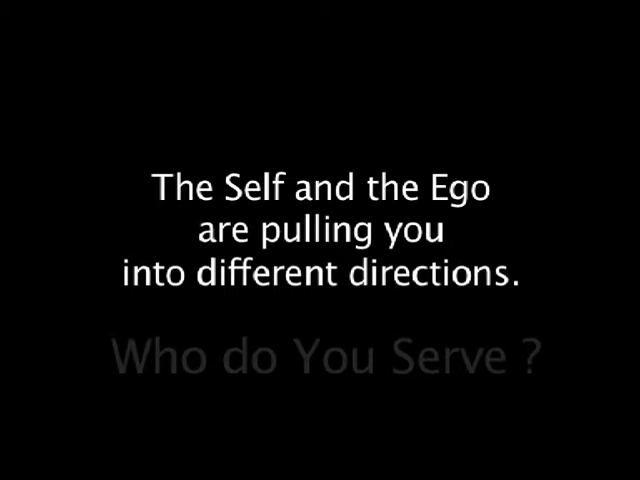 The Self and the Ego
are pulling you
into different directions.
Who do You Serve ?